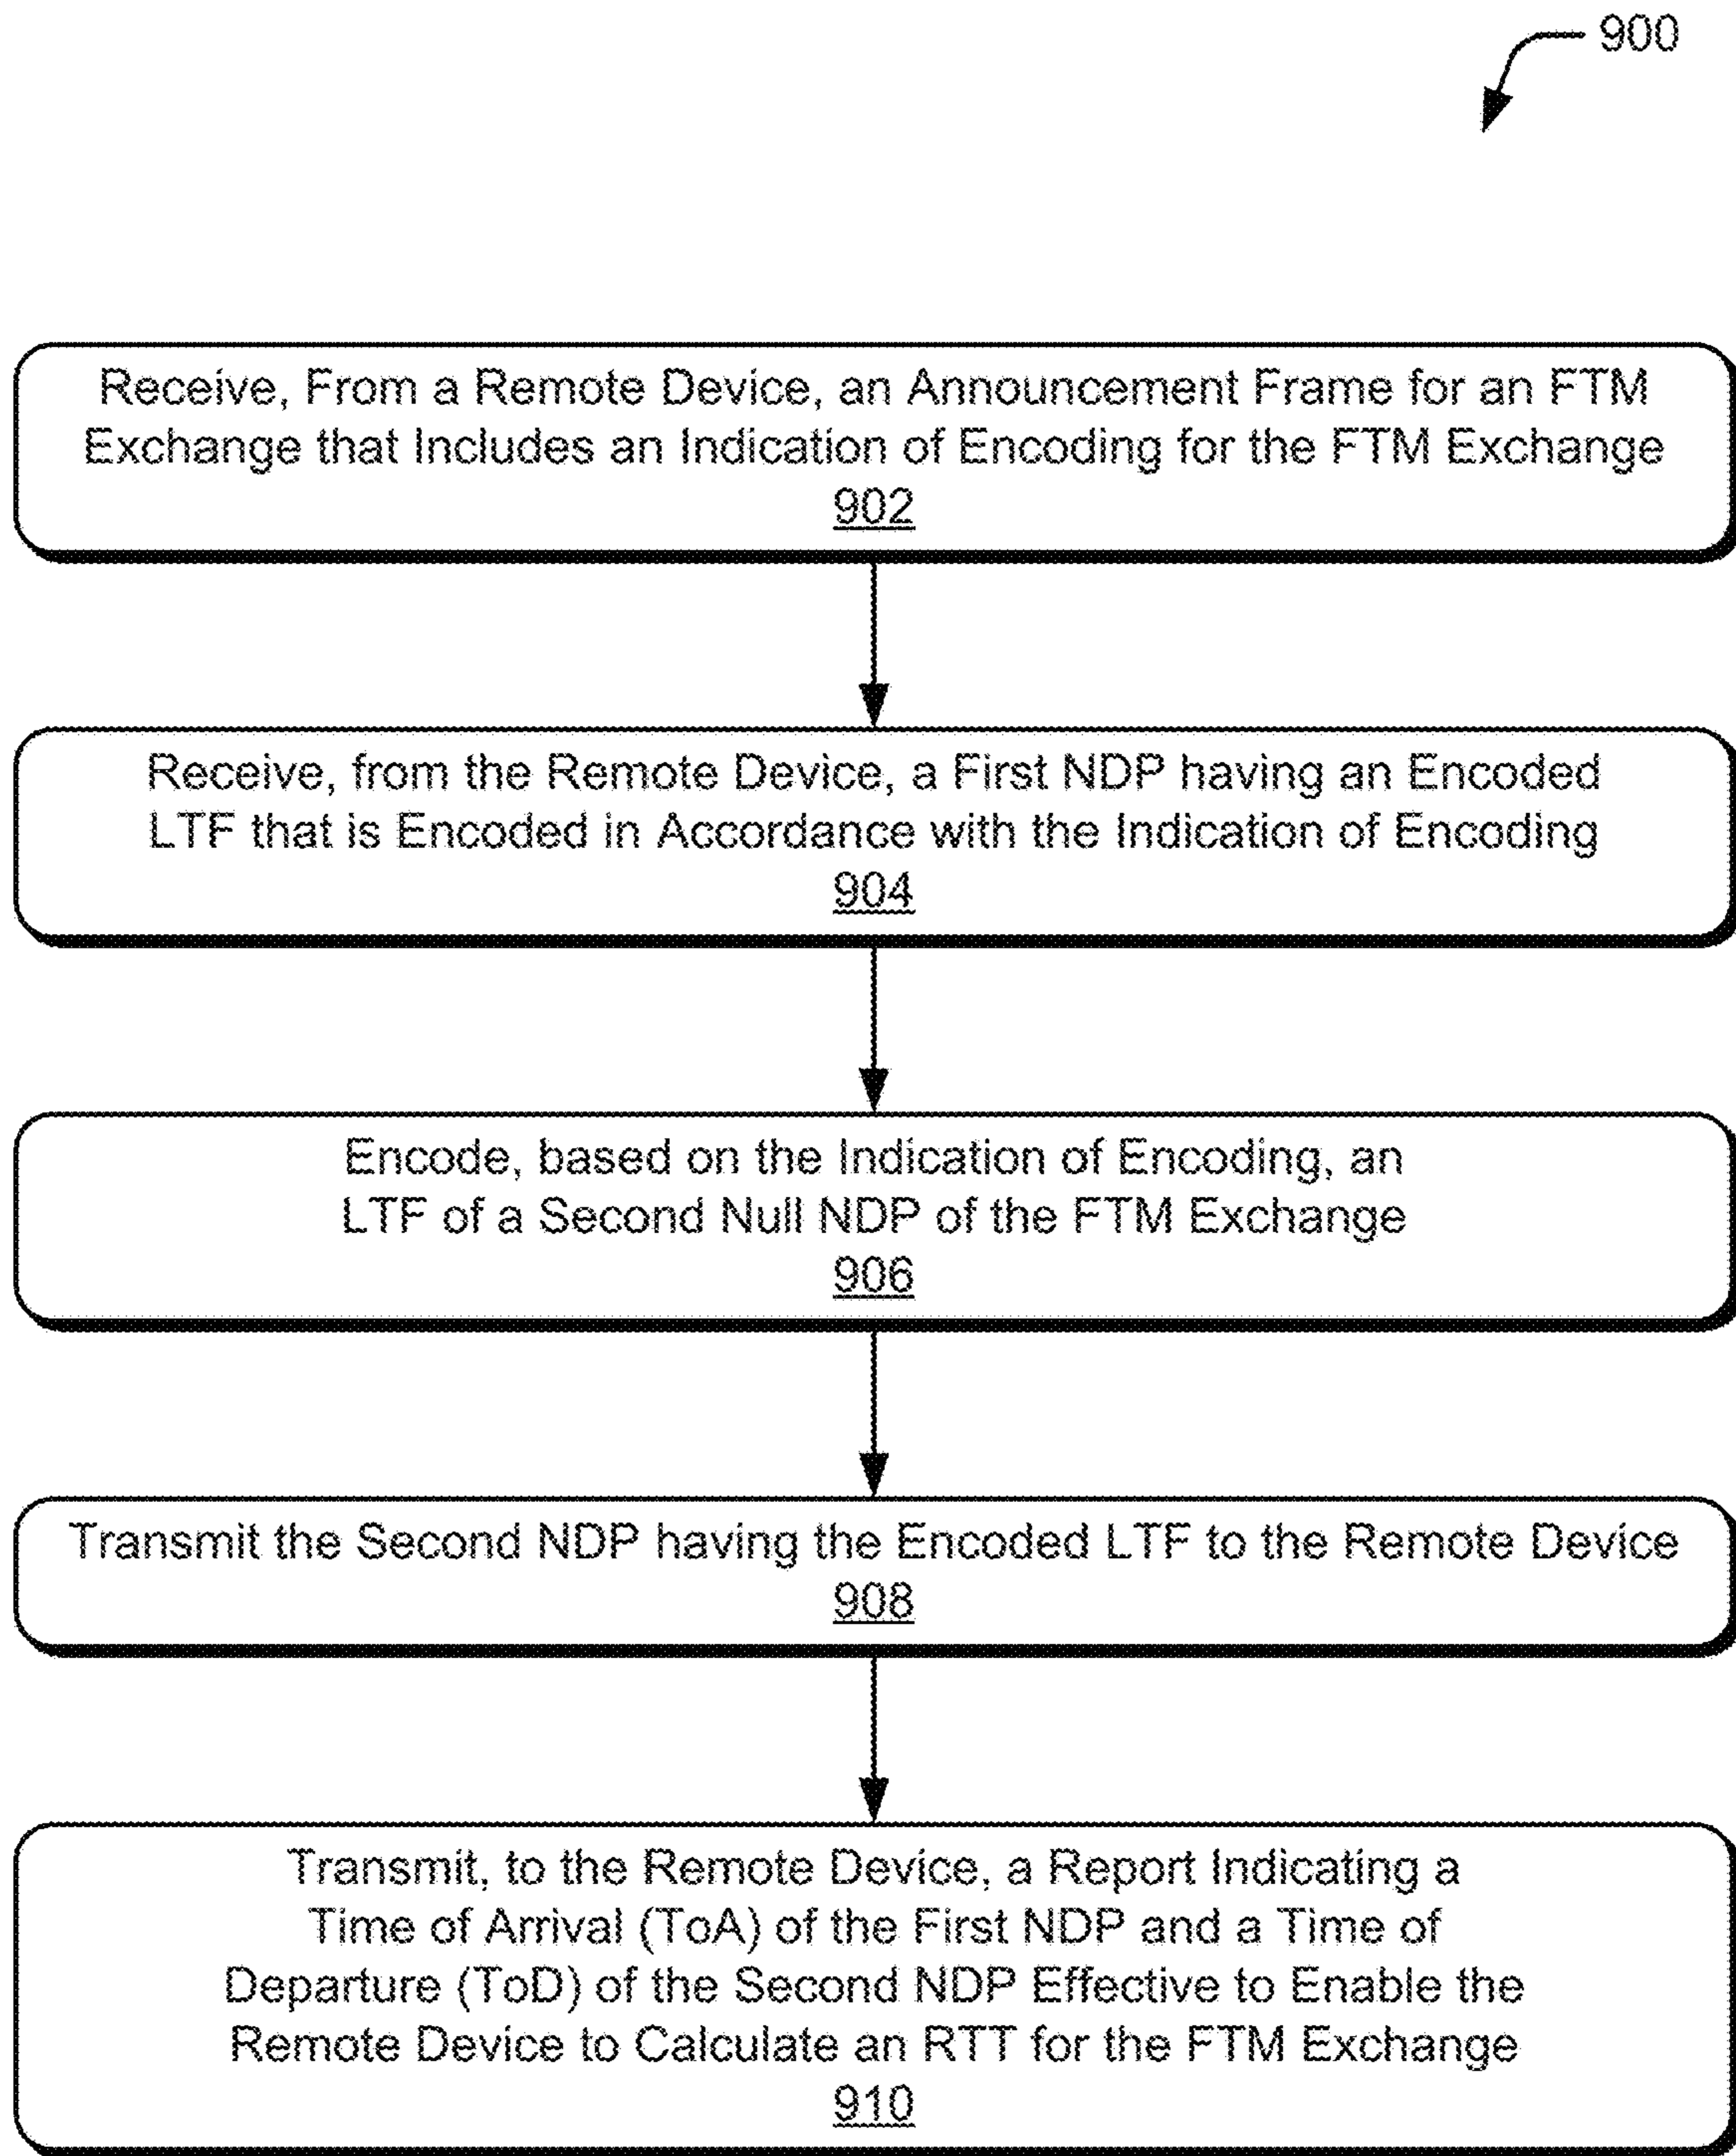 900
Receive, From a Remote Device, an Announcement Frame for an FTM
Exchange that Includes an Indication of Encoding for the FTM Exchange
902
Receive, from the Remote Device, a First NDP having an Encoded
LTF that is Encoded in Accordance with the Indication of Encoding
904
Encode, based on the Indication of Encoding, an
LTF of a Second Null NDP of the FTM Exchange
906
Transmit the Second NDP having the Encoded LTF to the Remote Device
908
Transmit, to the Remote Device, a Report Indicating a
Time of Arrival (ToA) of the First NDP and a Time of
Departure (ToD) of the Second NDP Effective to Enable the
Remote Device to Calculate an RTT for the FTM Exchange
910